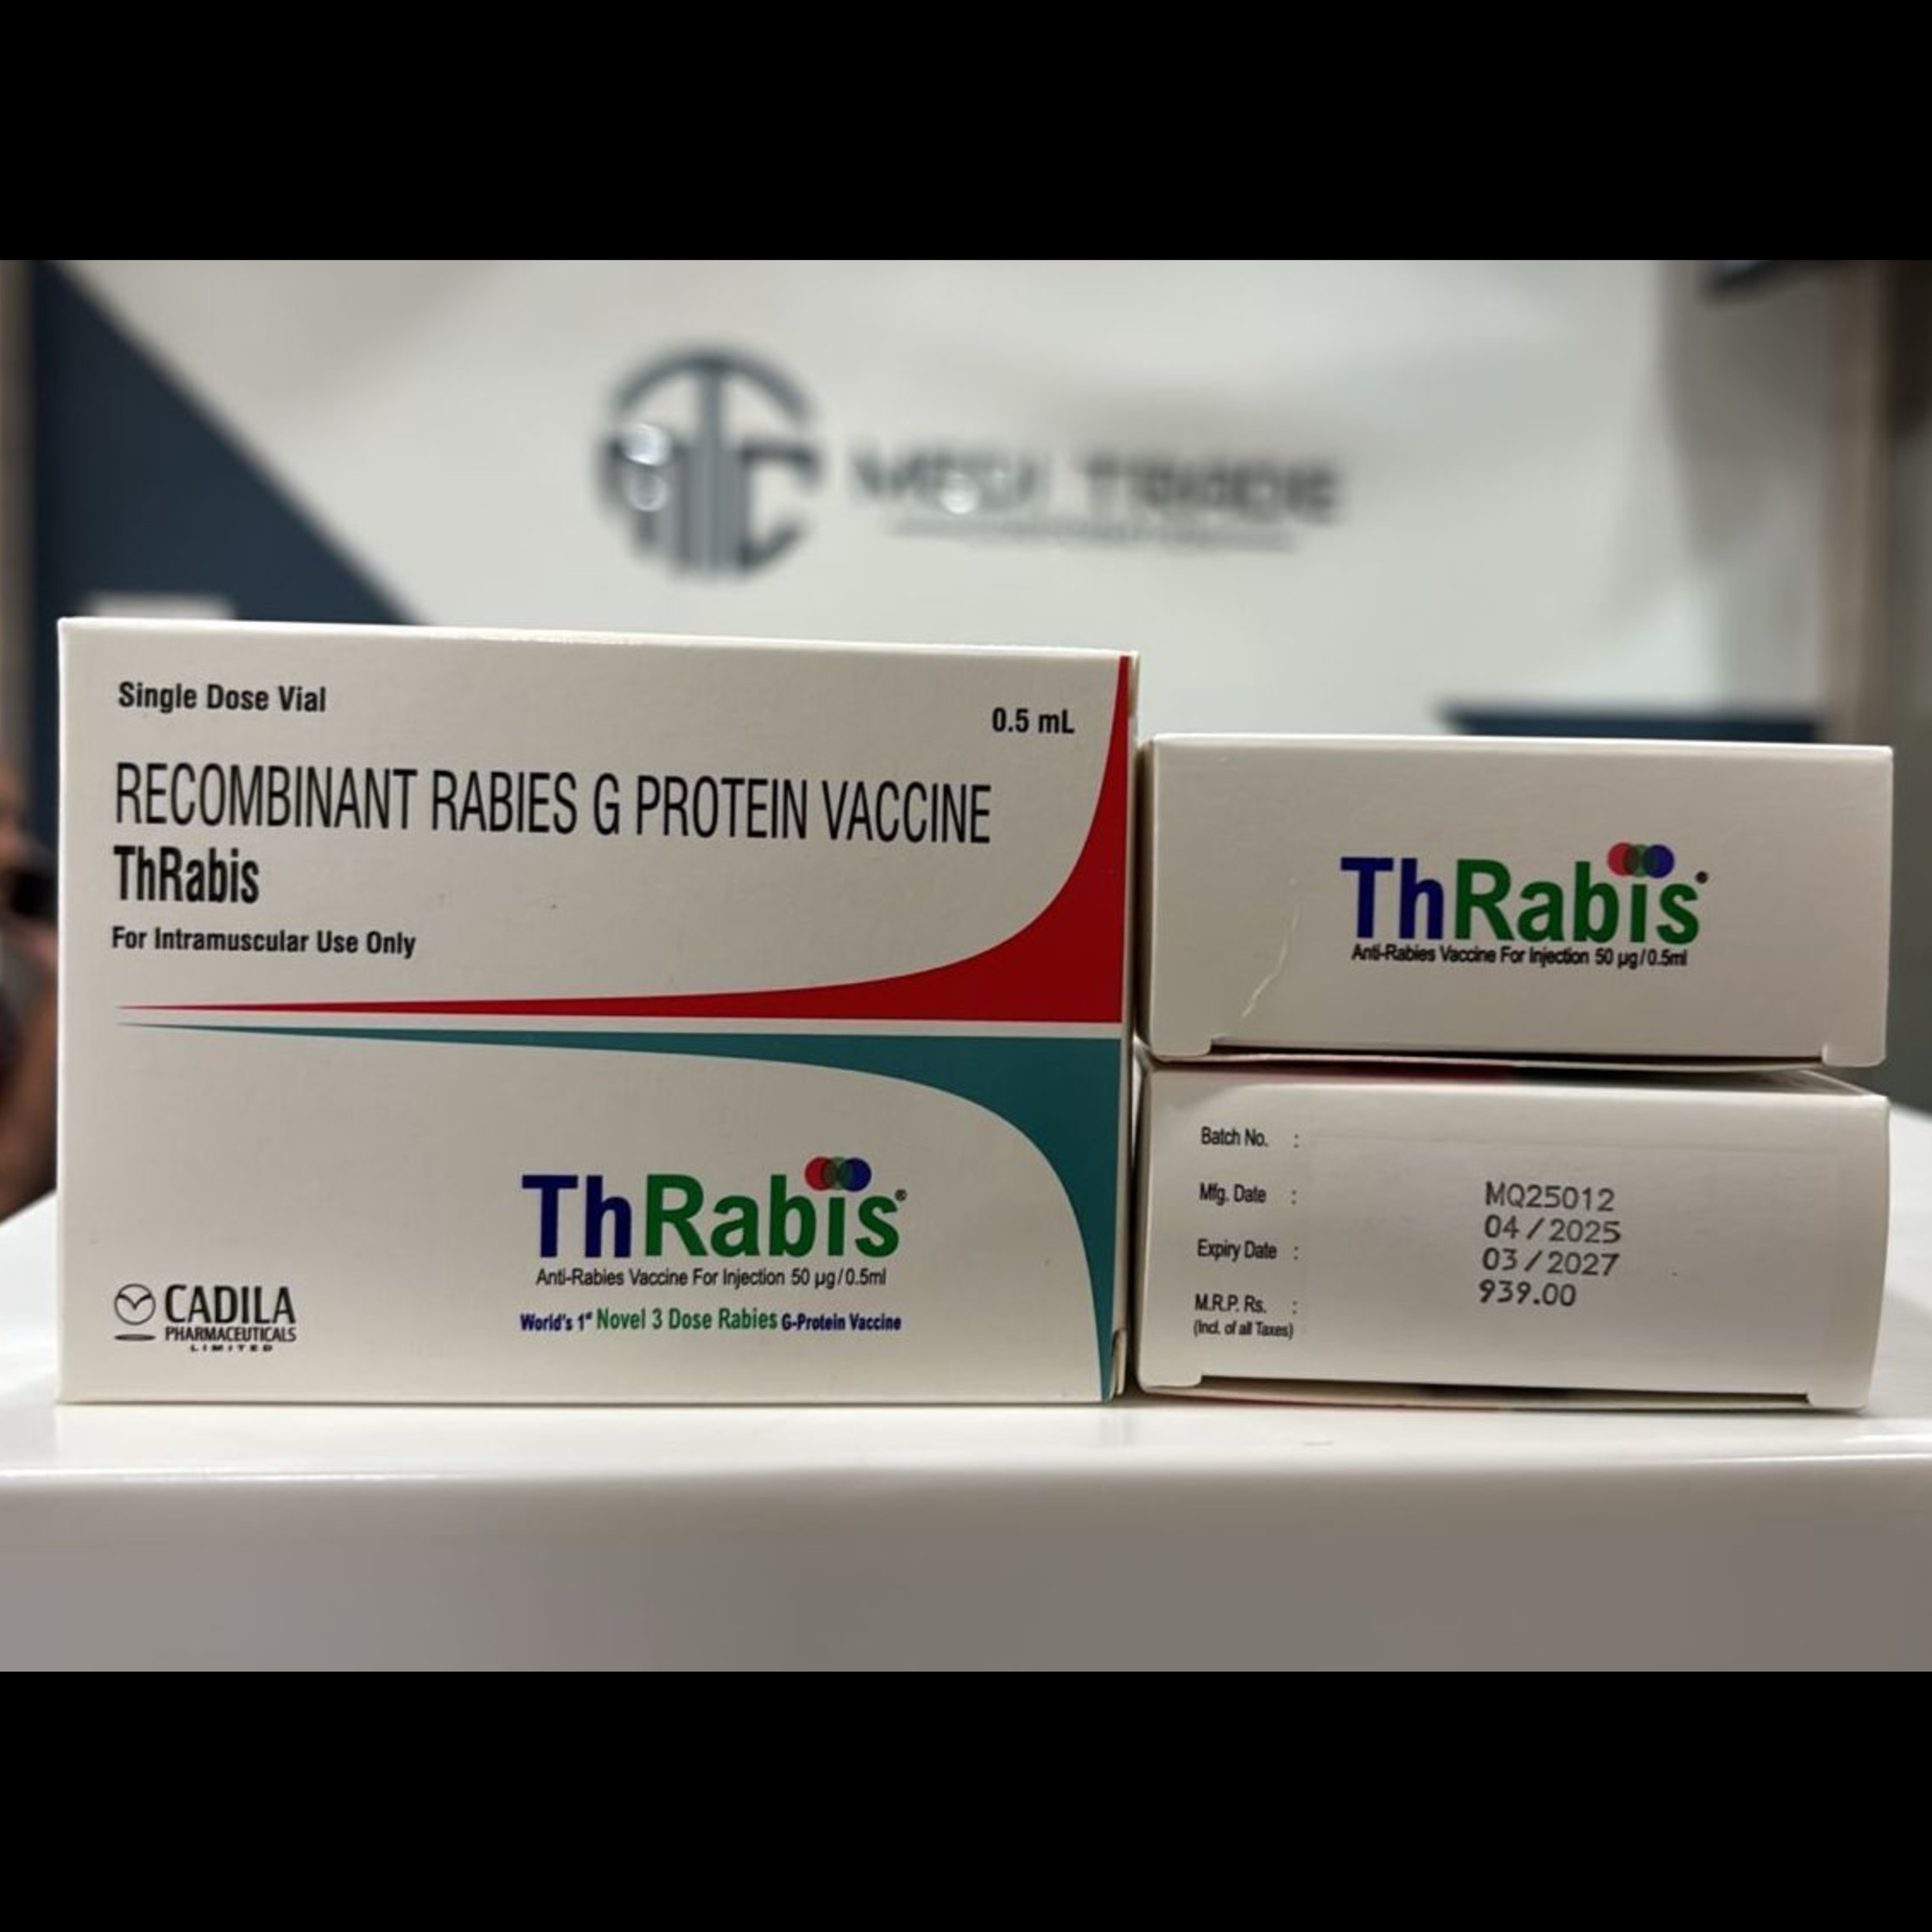 MEDI TRADE
Single Dose Vial
0.5 mL
RECOMBINANT RABIES G PROTEIN VACCINE
ThRabis
For Intramuscular Use Only
ThRabis®
Anti-Rabies Vaccine For Injection 50 µg/0.5ml
World's 1st Novel 3 Dose Rabies G-Protein Vaccine
CADILA
PHARMACEUTICALS
LIMITED
ThRabis®
Anti-Rabies Vaccine For Injection 50 µg/0.5ml
Batch No. :
Mfg. Date :
Expiry Date :
M.R.P. Rs. :
(Incl. of all Taxes)
MQ25012
04/2025
03/2027
939.00